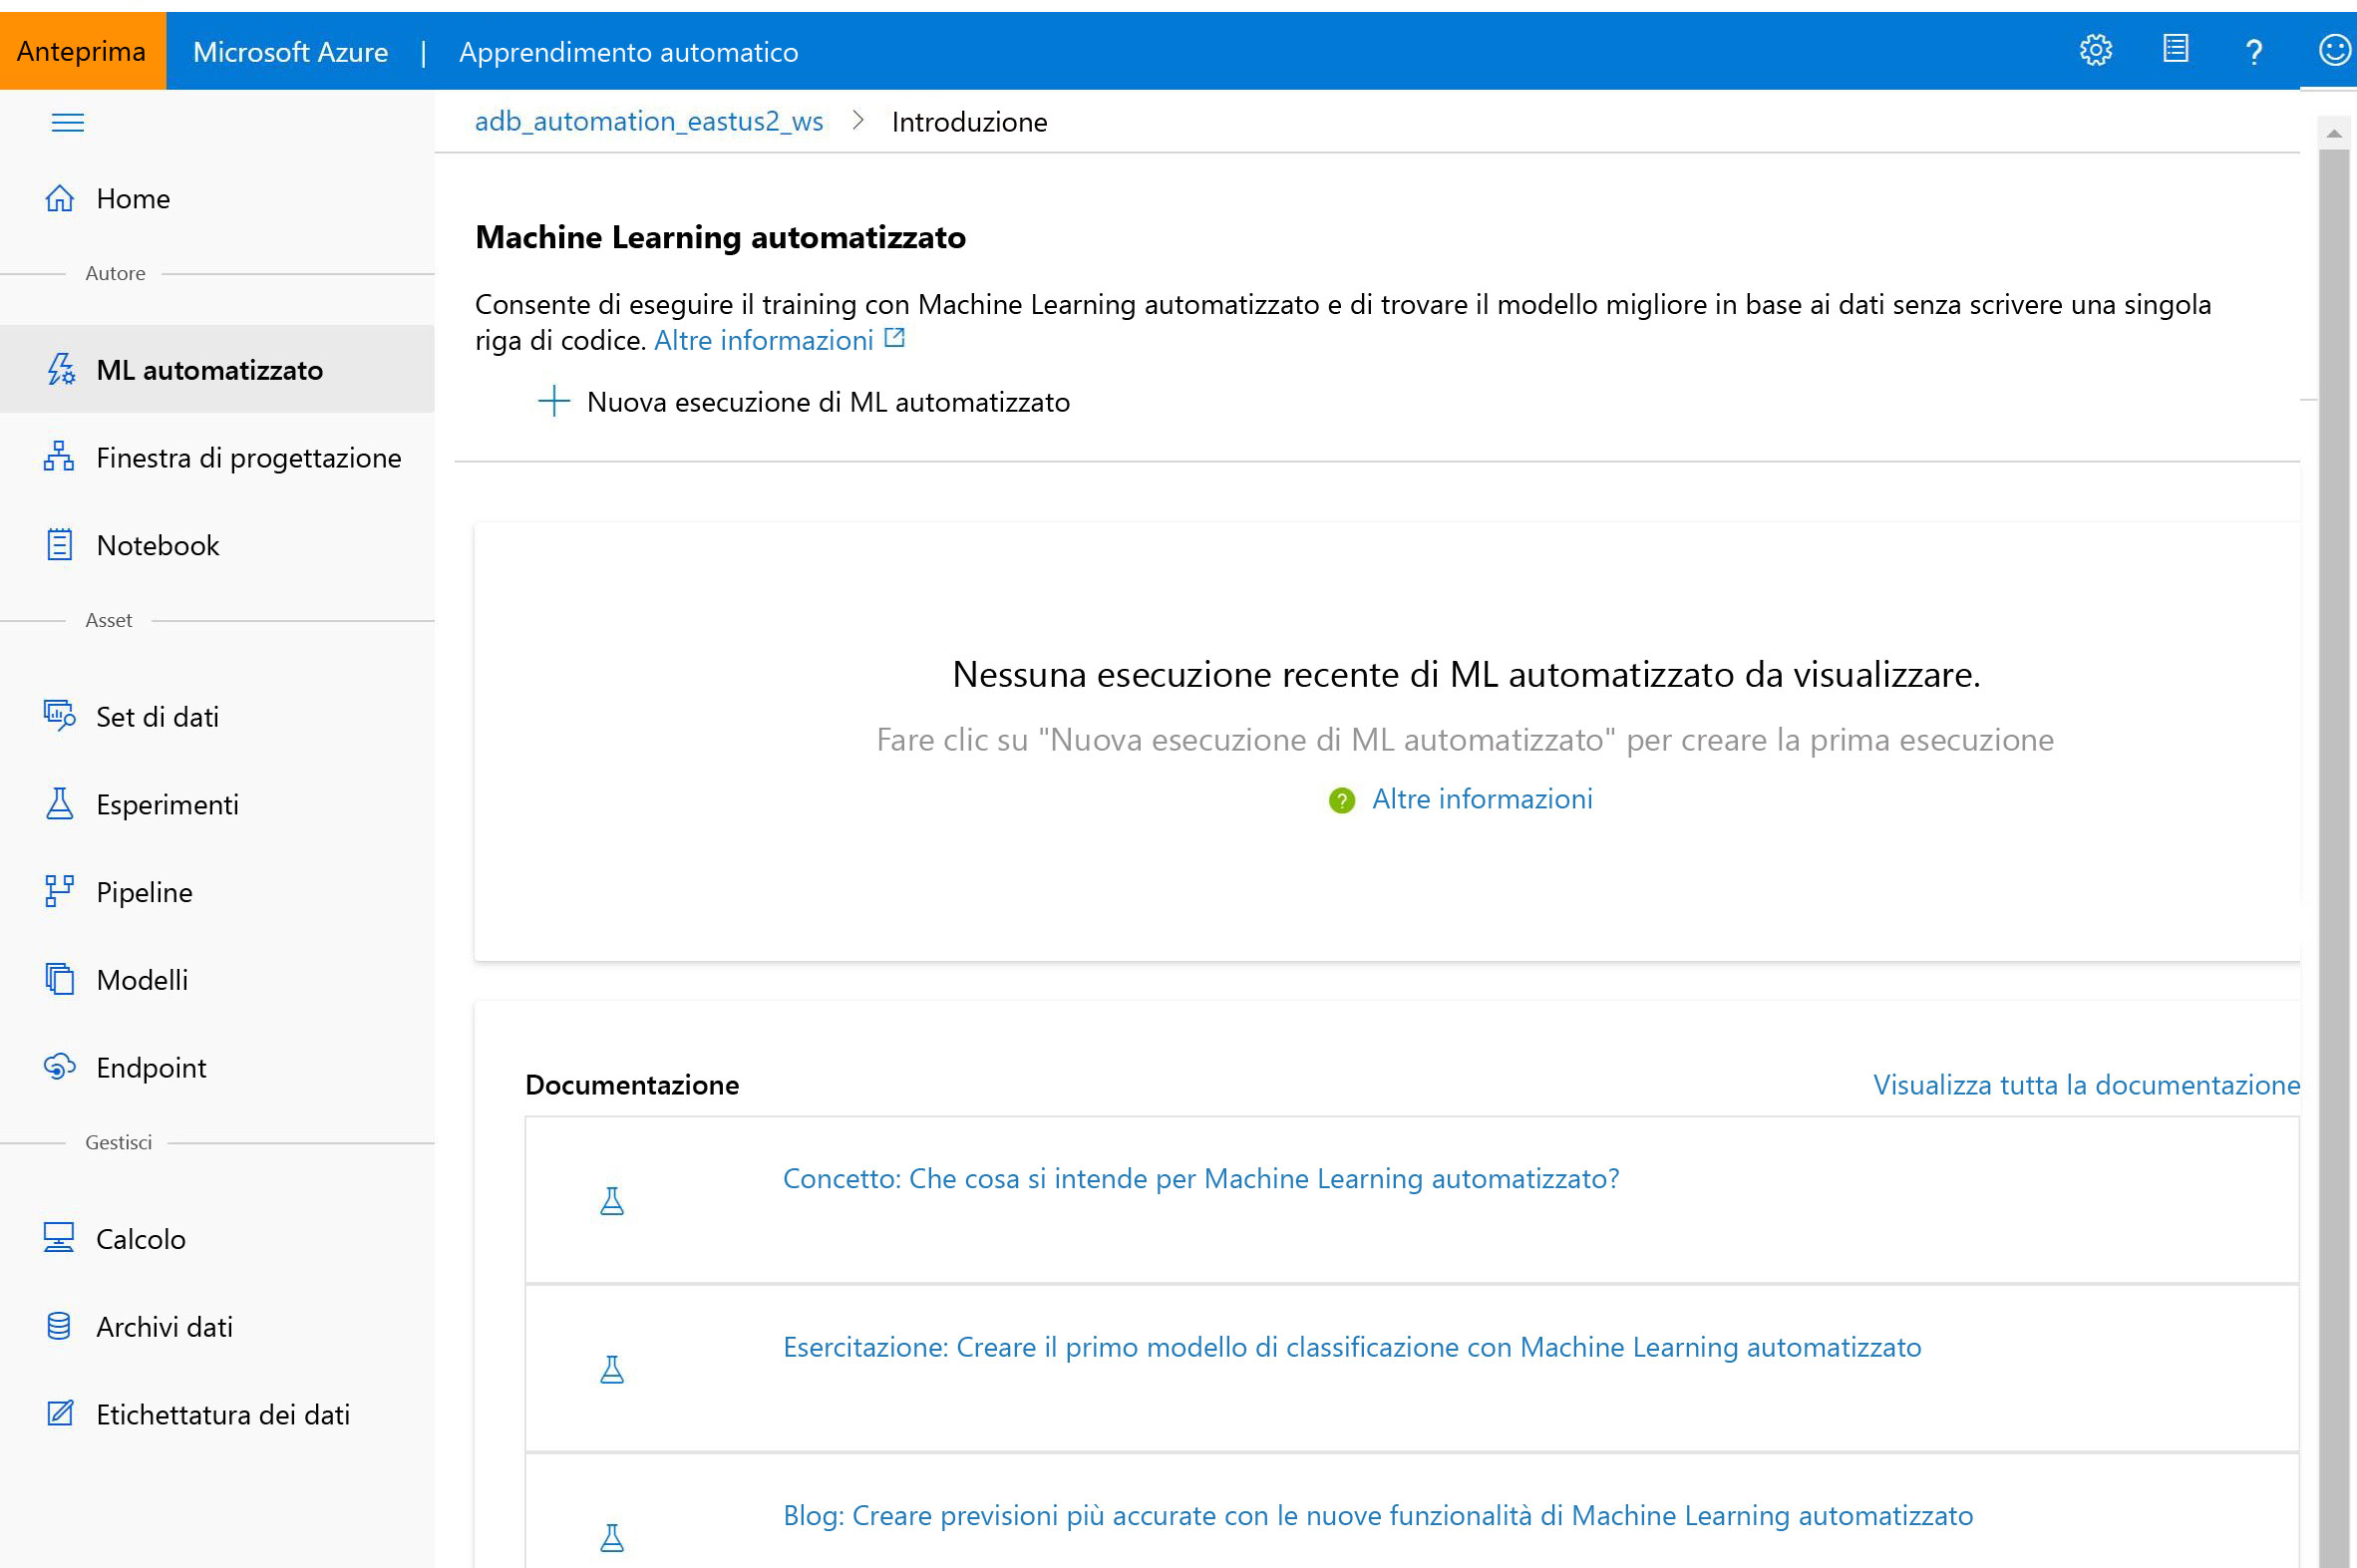 Anteprima
Microsoft Azure | Apprendimento automatico
?
adb_automation_eastus2_ws > Introduzione
Home
Autore
ML automatizzato
Finestra di progettazione
Notebook
Asset
Set di dati
Esperimenti
Pipeline
Modelli
Endpoint
Gestisci
Calcolo
Archivi dati
Etichettatura dei dati
Machine Learning automatizzato
Consente di eseguire il training con Machine Learning automatizzato e di trovare il modello migliore in base ai dati senza scrivere una singola
riga di codice. Altre informazioni
Nuova esecuzione di ML automatizzato
Nessuna esecuzione recente di ML automatizzato da visualizzare.
Fare clic su "Nuova esecuzione di ML automatizzato" per creare la prima esecuzione
? Altre informazioni
Documentazione
Visualizza tutta la documentazione
Concetto: Che cosa si intende per Machine Learning automatizzato?
Esercitazione: Creare il primo modello di classificazione con Machine Learning automatizzato
Blog: Creare previsioni più accurate con le nuove funzionalità di Machine Learning automatizzato